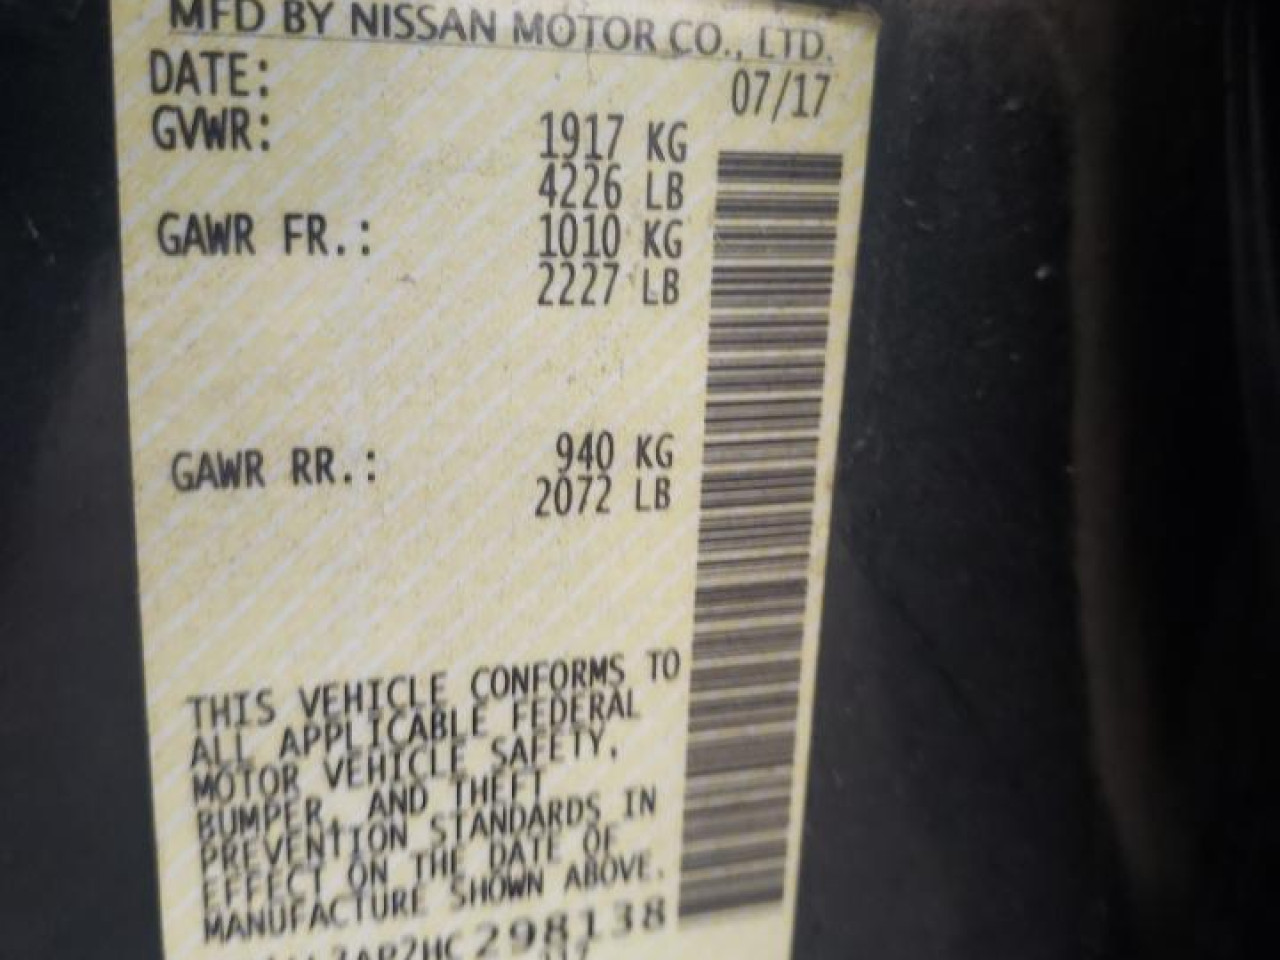 MFD BY NISSAN MOTOR CO., LTD.
DATE: 07/17
GVWR: 1917 KG
4226 LB
GAWR FR.: 1010 KG
2227 LB
GAWR RR.: 940 KG
2072 LB
THIS VEHICLE CONFORMS TO
ALL APPLICABLE FEDERAL
MOTOR VEHICLE SAFETY,
BUMPER, AND THEFT
PREVENTION STANDARDS IN
EFFECT ON THE DATE OF
MANUFACTURE SHOWN ABOVE.
3AP7HC298138